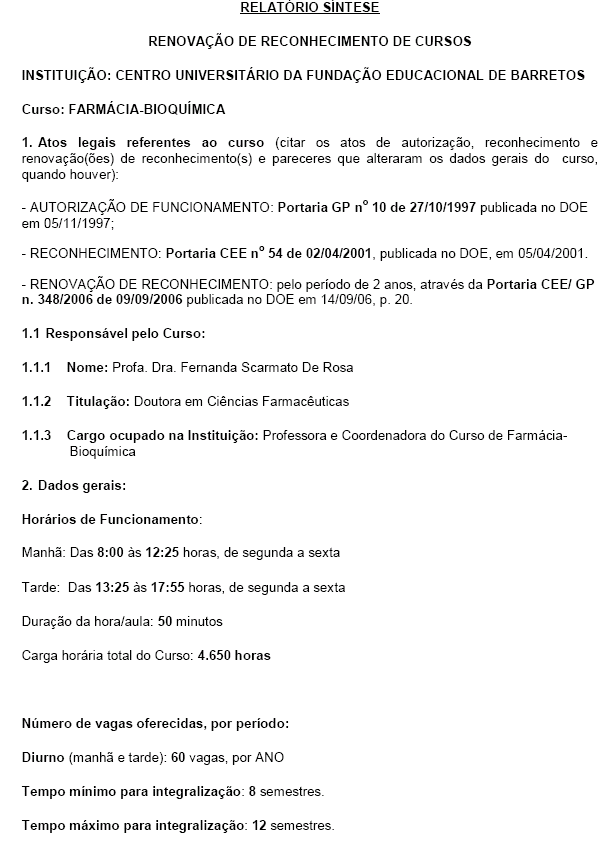 RELATÓRIO SÍNTESE
RENOVAÇÃO DE RECONHECIMENTO DE CURSOS
INSTITUIÇÃO: CENTRO UNIVERSITÁRIO DA FUNDAÇÃO EDUCACIONAL DE BARRETOS
Curso: FARMÁCIA-BIOQUÍMICA
1. Atos legais referentes ao curso (citar os atos de autorização, reconhecimento e
renovação(ões) de reconhecimento(s) e pareceres que alteraram os dados gerais do curso,
quando houver):
- AUTORIZAÇÃO DE FUNCIONAMENTO: Portaria GP nº 10 de 27/10/1997 publicada no DOE
em 05/11/1997;
- RECONHECIMENTO: Portaria CEE nº 54 de 02/04/2001, publicada no DOE, em 05/04/2001.
- RENOVAÇÃO DE RECONHECIMENTO: pelo período de 2 anos, através da Portaria CEE/ GP
n. 348/2006 de 09/09/2006 publicada no DOE em 14/09/06, p. 20.
1.1 Responsável pelo Curso:
1.1.1 Nome: Profa. Dra. Fernanda Scarmato De Rosa
1.1.2 Titulação: Doutora em Ciências Farmacêuticas
1.1.3 Cargo ocupado na Instituição: Professora e Coordenadora do Curso de Farmácia-
Bioquímica
2. Dados gerais:
Horários de Funcionamento:
Manhã: Das 8:00 às 12:25 horas, de segunda a sexta
Tarde: Das 13:25 às 17:55 horas, de segunda a sexta
Duração da hora/aula: 50 minutos
Carga horária total do Curso: 4.650 horas
Número de vagas oferecidas, por período:
Diurno (manhã e tarde): 60 vagas, por ANO
Tempo mínimo para integralização: 8 semestres.
Tempo máximo para integralização: 12 semestres.